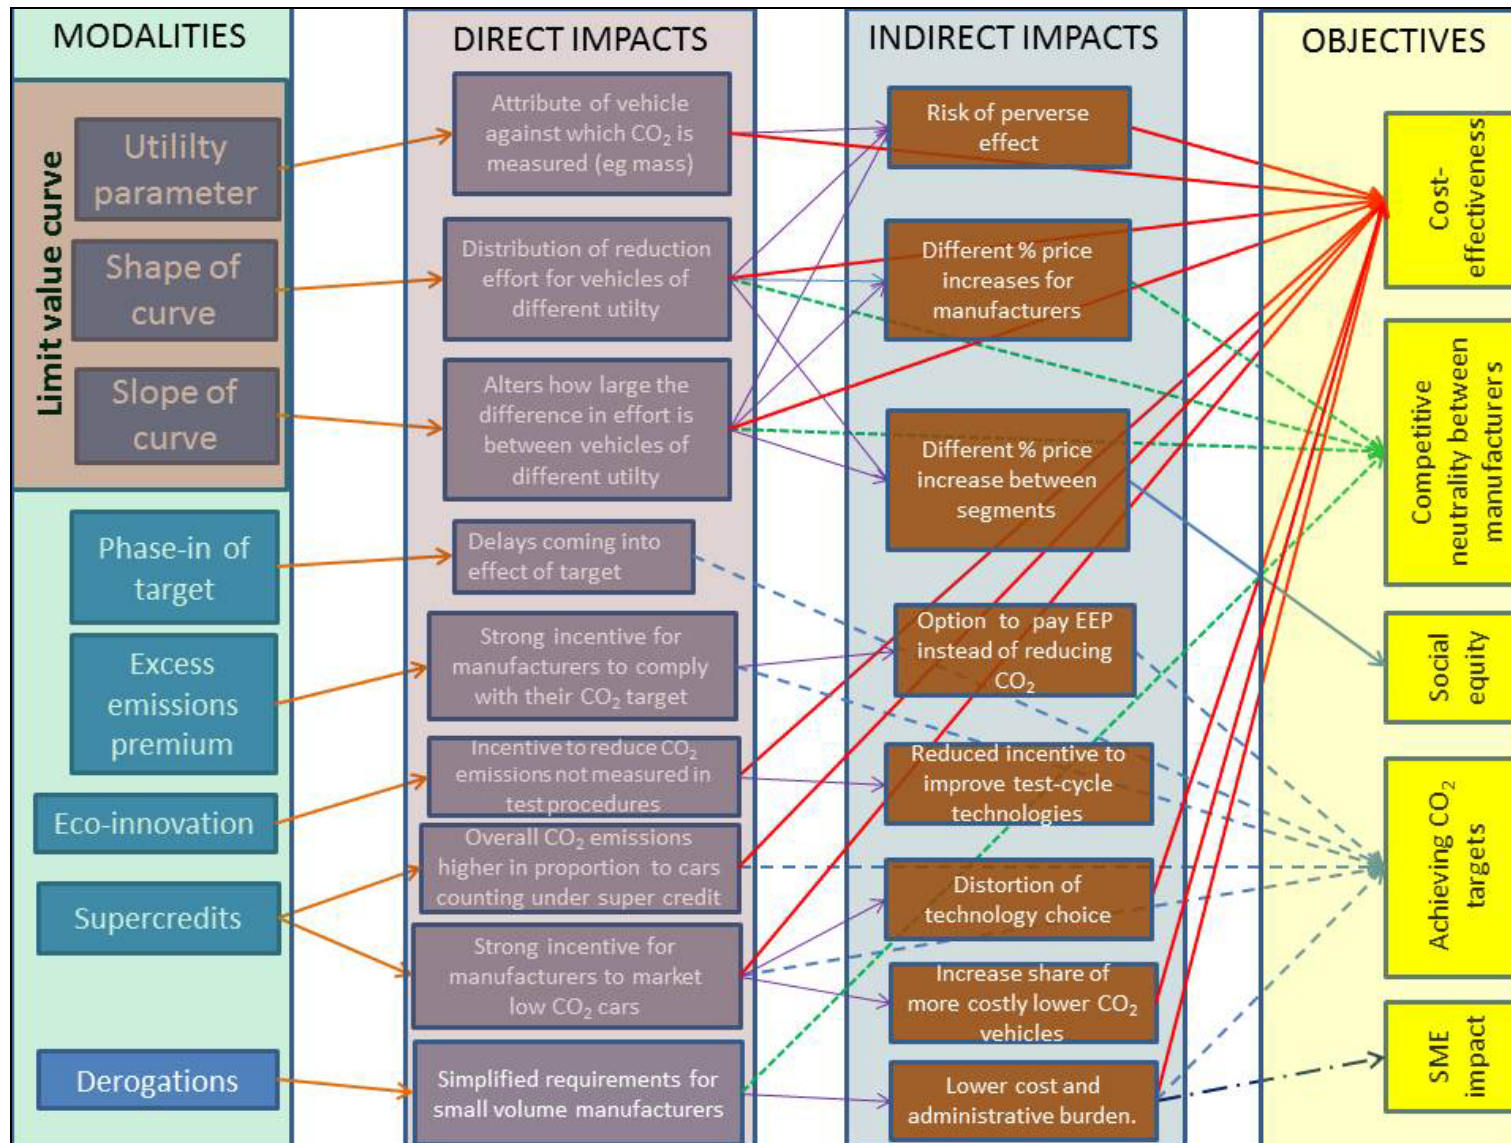 MODALITIES
Limit value curve
Utililty
parameter
Shape of
curve
Slope of
curve
Phase-in of
target
Excess
emissions
premium
Eco-innovation
Supercredits
Derogations
DIRECT IMPACTS
Attribute of vehicle
against which CO₂ is
measured (eg mass)
Distribution of reduction
effort for vehicles of
different utilty
Alters how large the
difference in effort is
between vehicles of
different utilty
Delays coming into
effect of target
Strong incentive for
manufacturers to comply
with their CO₂ target
Incentive to reduce CO₂
emissions not measured in
test procedures
Overall CO₂ emissions
higher in proportion to cars
counting under super credit
Strong incentive for
manufacturers to market
low CO₂ cars
Simplified requirements for
small volume manufacturers
INDIRECT IMPACTS
Risk of perverse
effect
Different % price
increases for
manufacturers
Different % price
increase between
segments
Option to pay EEP
instead of reducing
CO₂
Reduced incentive to
improve test-cycle
technologies
Distortion of
technology choice
Increase share of
more costly lower CO₂
vehicles
Lower cost and
administrative burden.
OBJECTIVES
Cost-
effectiveness
Competitive
neutrality between
manufacturers
Social
equity
Achieving CO₂
targets
SME
impact